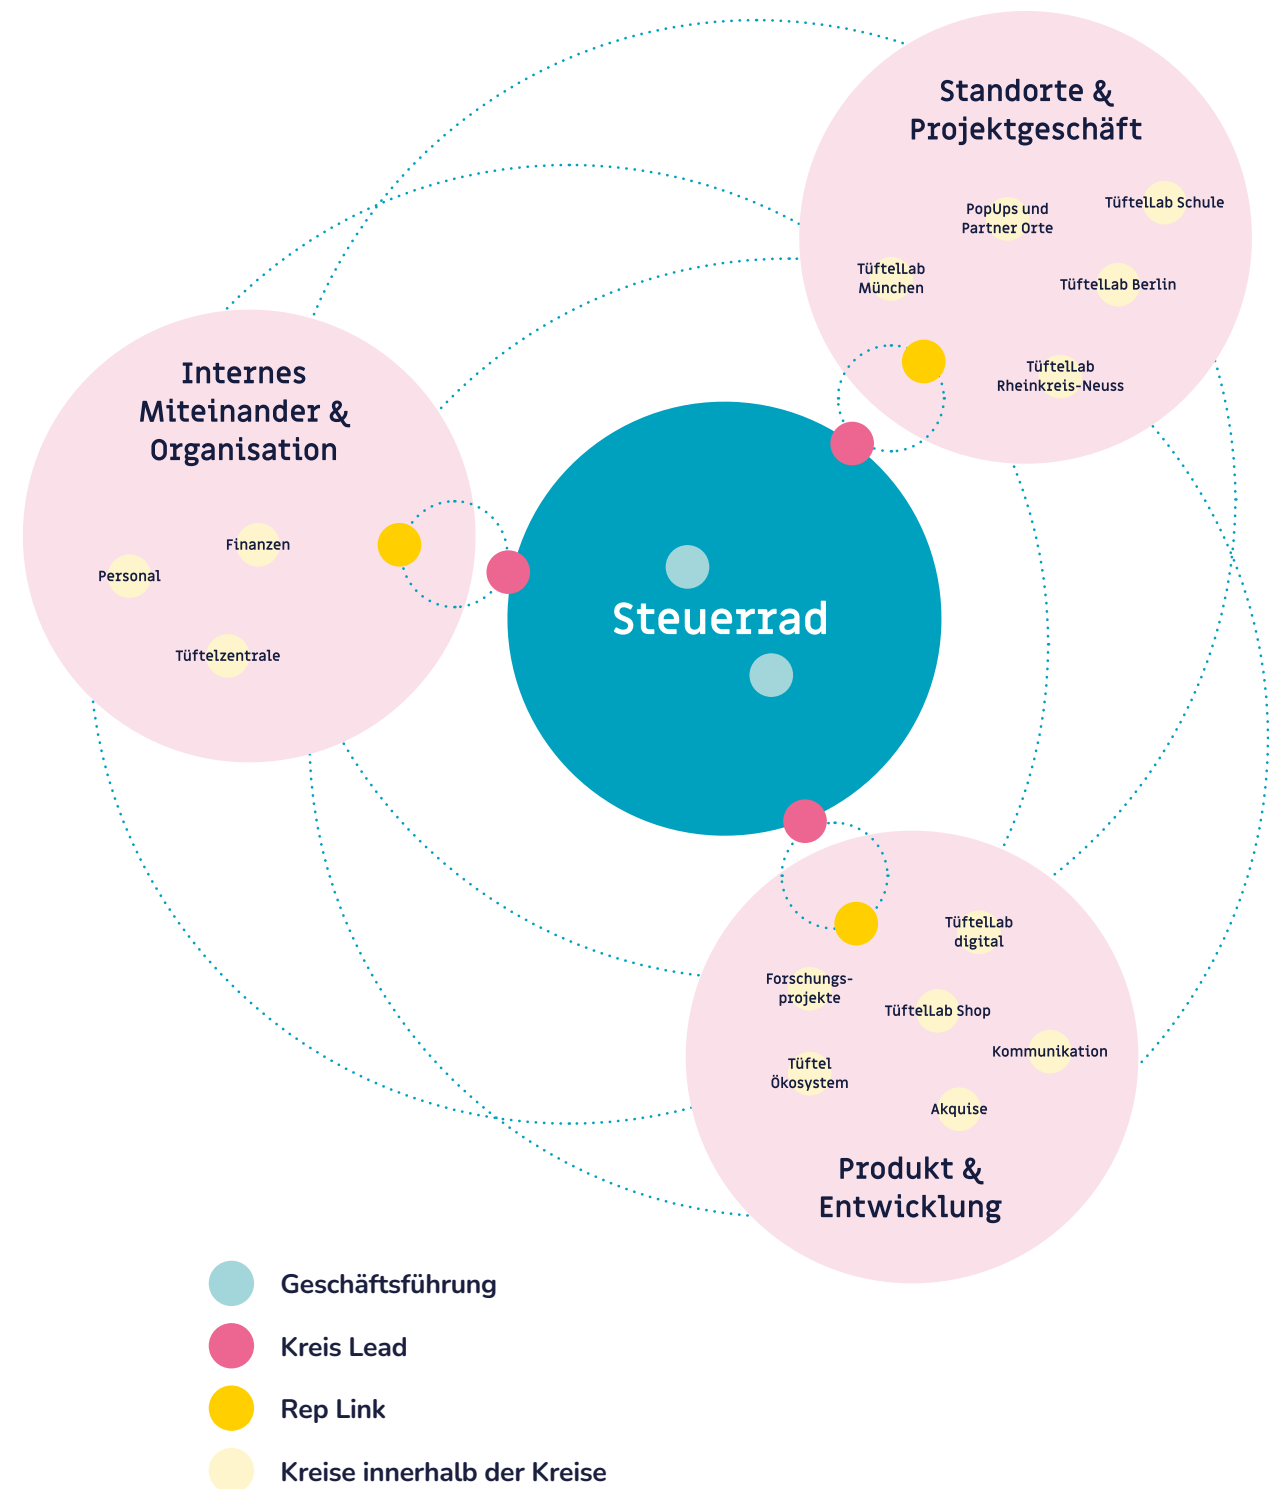 Standorte &
Projektgeschäft
PopUps und
Partner Orte
TüftelLab Schule
TüftelLab
München
TüftelLab Berlin
TüftelLab
Rheinkreis-Neuss
Internes
Miteinander &
Organisation
Finanzen
Personal
Tüftelzentrale
Steuerrad
TüftelLab
digital
Forschungs-
projekte
TüftelLab Shop
Kommunikation
Tüftel
Ökosystem
Akquise
Produkt &
Entwicklung
Geschäftsführung
Kreis Lead
Rep Link
Kreise innerhalb der Kreise